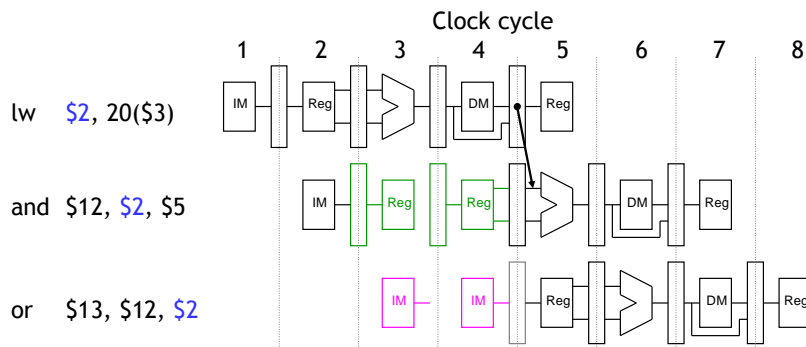 Clock cycle
1 2 3 4 5 6 7 8
lw $2, 20($3)
IM Reg DM Reg
and $12, $2, $5
IM Reg Reg DM Reg
or $13, $12, $2
IM IM Reg DM Reg